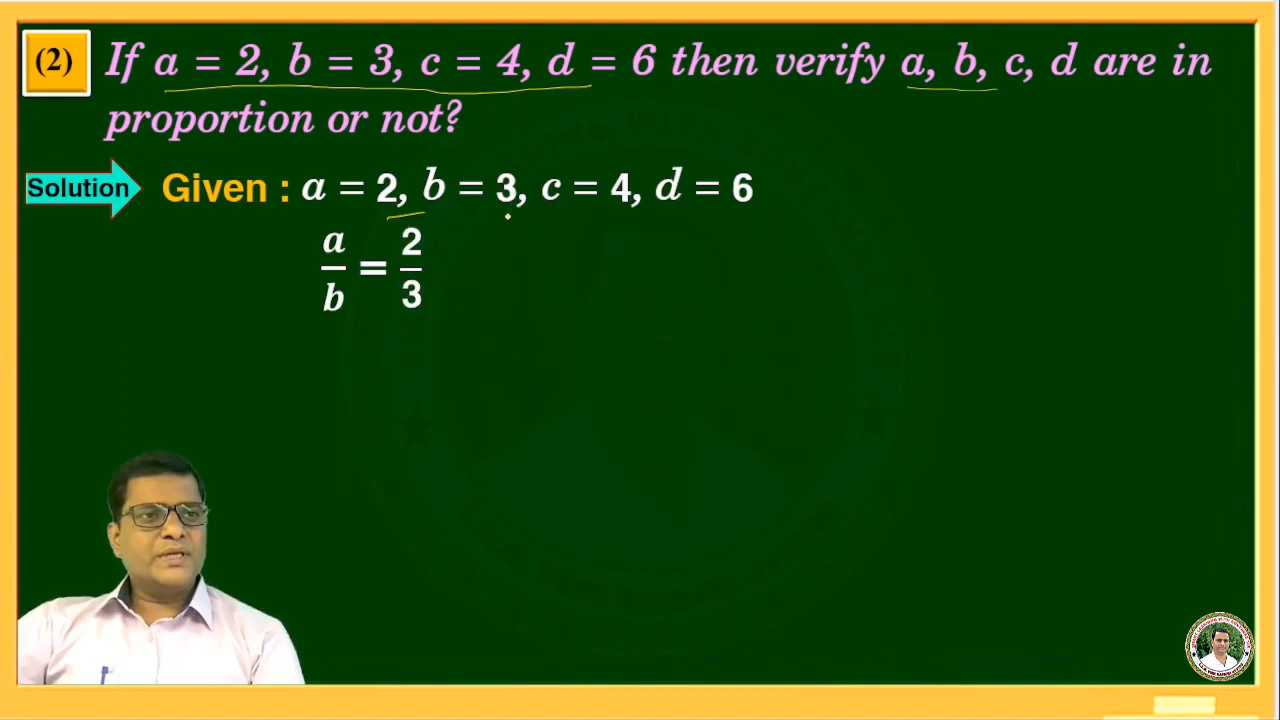 (2) If a = 2, b = 3, c = 4, d = 6 then verify a, b, c, d are in
proportion or not?
Solution Given : a = 2, b = 3, c = 4, d = 6
a/b = 2/3